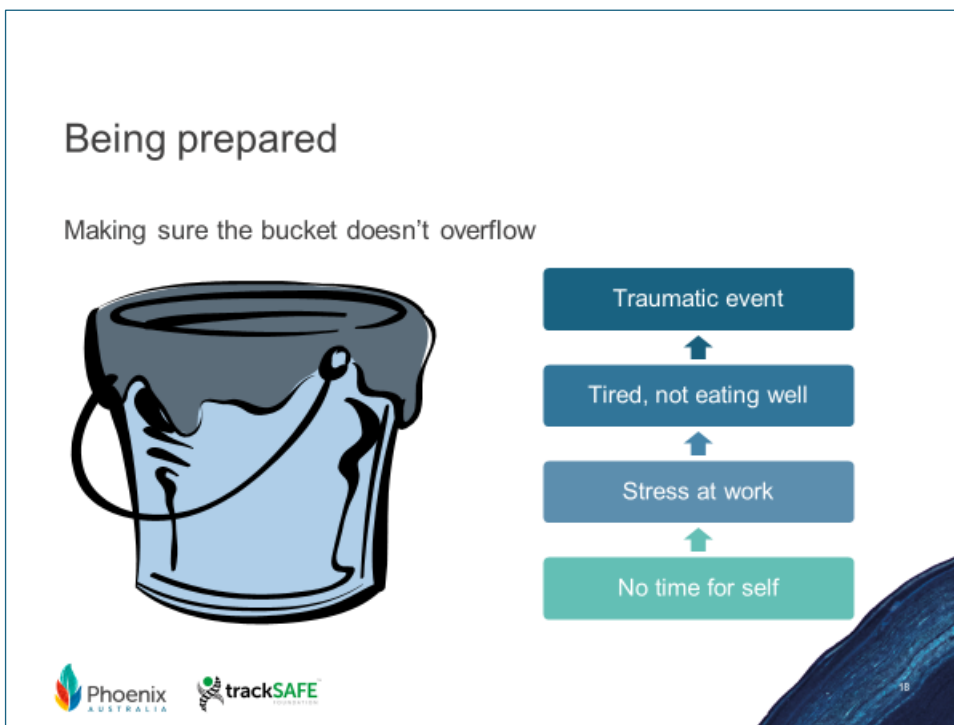 Being prepared
Making sure the bucket doesn't overflow
Traumatic event
Tired, not eating well
Stress at work
No time for self
Phoenix
AUSTRALIA
trackSAFE
FOUNDATION
18